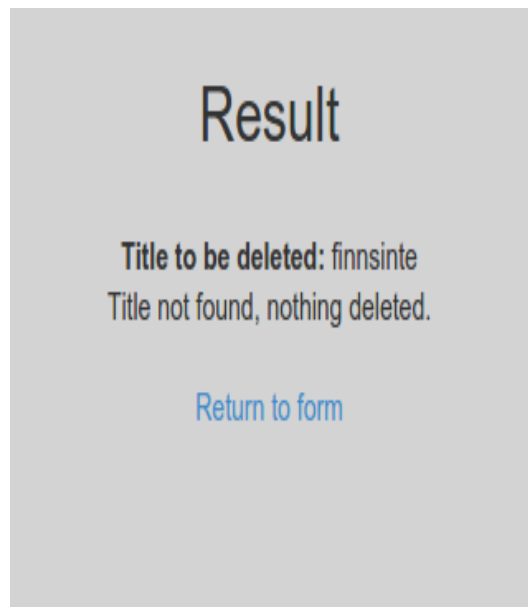 Result
Title to be deleted: finnsinte
Title not found, nothing deleted.
Return to form